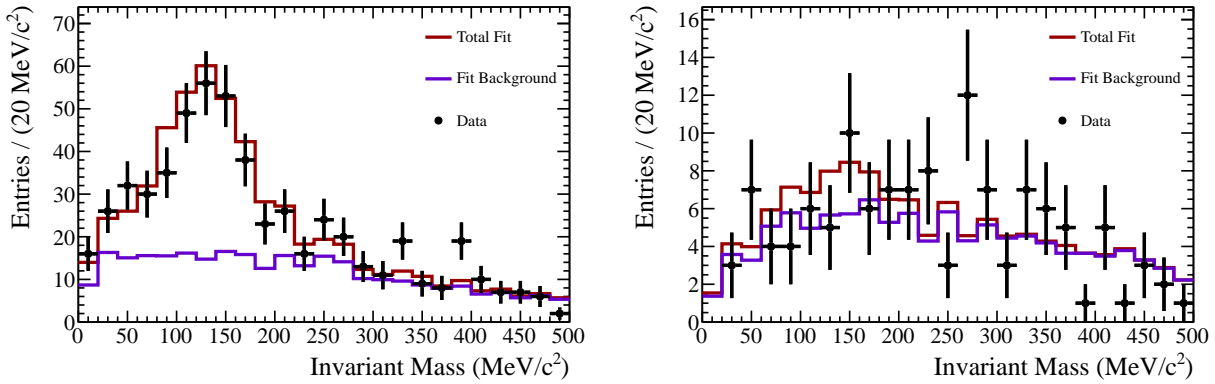 Entries / (20 MeV/c²)
70
60
50
40
30
20
10
0
Total Fit
Fit Background
Data
0 50 100 150 200 250 300 350 400 450 500
Invariant Mass (MeV/c²)
Entries / (20 MeV/c²)
16
14
12
10
8
6
4
2
0
Total Fit
Fit Background
Data
0 50 100 150 200 250 300 350 400 450 500
Invariant Mass (MeV/c²)